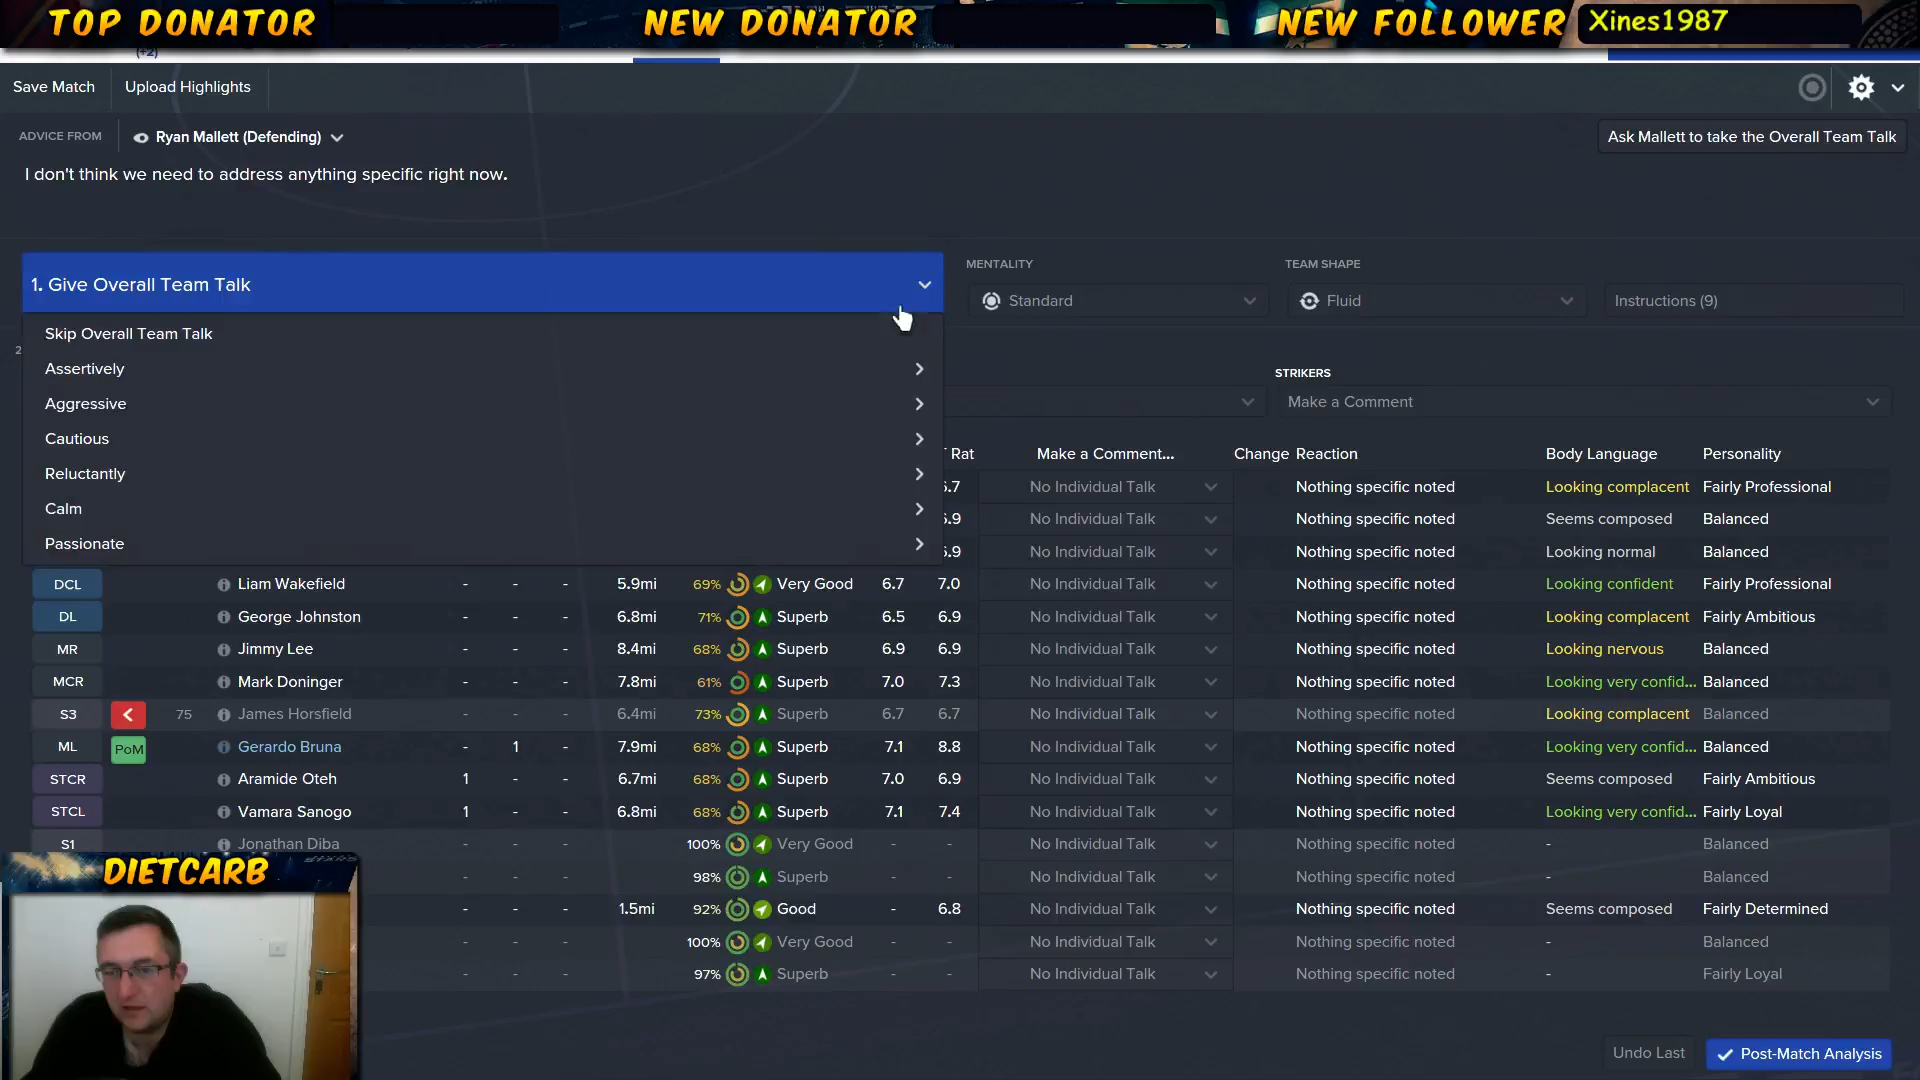 TOP DONATOR
NEW DONATOR
NEW FOLLOWER Xines1987
(+2)
Save Match Upload Highlights
ADVICE FROM Ryan Mallett (Defending) Ask Mallett to take the Overall Team Talk
I don't think we need to address anything specific right now.
1. Give Overall Team Talk
MENTALITY TEAM SHAPE
Standard Fluid Instructions (9)
Skip Overall Team Talk
2
Assertively
STRIKERS
Aggressive Make a Comment
Cautious
Rat Make a Comment... Change Reaction Body Language Personality
Reluctantly
.7 No Individual Talk Nothing specific noted Looking complacent Fairly Professional
Calm
.9 No Individual Talk Nothing specific noted Seems composed Balanced
Passionate
.9 No Individual Talk Nothing specific noted Looking normal Balanced
DCL Liam Wakefield - - - 5.9mi 69% Very Good 6.7 7.0 No Individual Talk Nothing specific noted Looking confident Fairly Professional
DL George Johnston - - - 6.8mi 71% Superb 6.5 6.9 No Individual Talk Nothing specific noted Looking complacent Fairly Ambitious
MR Jimmy Lee - - - 8.4mi 68% Superb 6.9 6.9 No Individual Talk Nothing specific noted Looking nervous Balanced
MCR Mark Doninger - - - 7.8mi 61% Superb 7.0 7.3 No Individual Talk Nothing specific noted Looking very confid... Balanced
S3 75 James Horsfield - - - 6.4mi 73% Superb 6.7 6.7 No Individual Talk Nothing specific noted Looking complacent Balanced
ML PoM Gerardo Bruna - 1 - 7.9mi 68% Superb 7.1 8.8 No Individual Talk Nothing specific noted Looking very confid... Balanced
STCR Aramide Oteh 1 - - 6.7mi 68% Superb 7.0 6.9 No Individual Talk Nothing specific noted Seems composed Fairly Ambitious
STCL Vamara Sanogo 1 - - 6.8mi 68% Superb 7.1 7.4 No Individual Talk Nothing specific noted Looking very confid... Fairly Loyal
S1 Jonathan Diba - - - 100% Very Good - - No Individual Talk Nothing specific noted - Balanced
DIETCARB
- - - 98% Superb - - No Individual Talk Nothing specific noted - Balanced
- - - 1.5mi 92% Good - 6.8 No Individual Talk Nothing specific noted Seems composed Fairly Determined
- - - 100% Very Good - - No Individual Talk Nothing specific noted - Balanced
- - - 97% Superb - - No Individual Talk Nothing specific noted - Fairly Loyal
Undo Last Post-Match Analysis